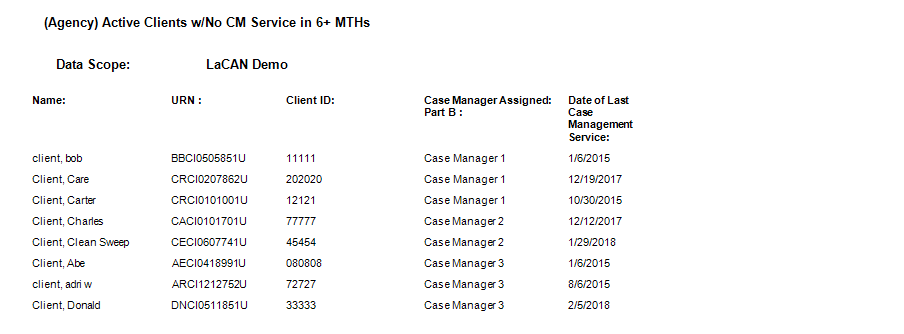 (Agency) Active Clients w/No CM Service in 6+ MTHs
Data Scope: LaCAN Demo
Name: URN : Client ID: Case Manager Assigned: Date of Last
Part B : Case
Management
Service:
client, bob BBCI0505851U 11111 Case Manager 1 1/6/2015
Client, Care CRCI0207862U 202020 Case Manager 1 12/19/2017
Client, Carter CRCI0101001U 12121 Case Manager 1 10/30/2015
Client, Charles CACI0101701U 77777 Case Manager 2 12/12/2017
Client, Clean Sweep CECI0607741U 45454 Case Manager 2 1/29/2018
Client, Abe AECI0418991U 080808 Case Manager 3 1/6/2015
client, adri w ARCI1212752U 72727 Case Manager 3 8/6/2015
Client, Donald DNCI0511851U 33333 Case Manager 3 2/5/2018